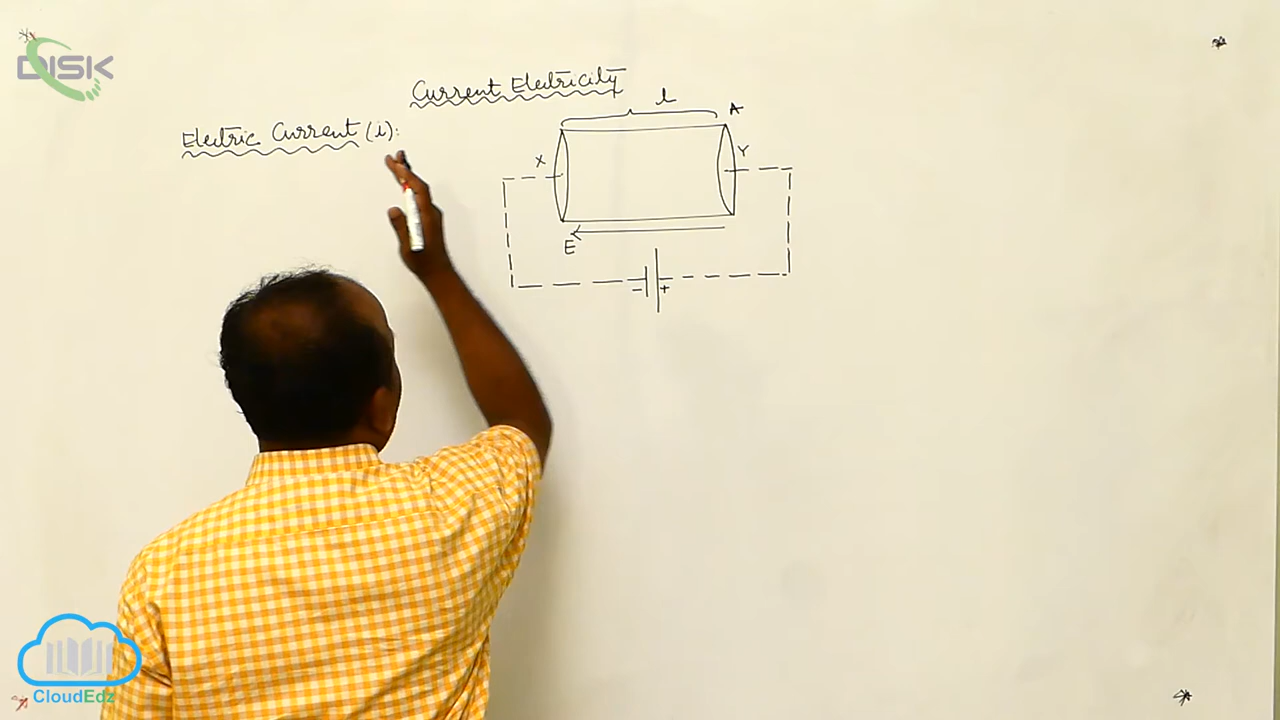 DISK
Current Electricity
Electric Current (i):
l
A
X
Y
E
- +
CloudEdz